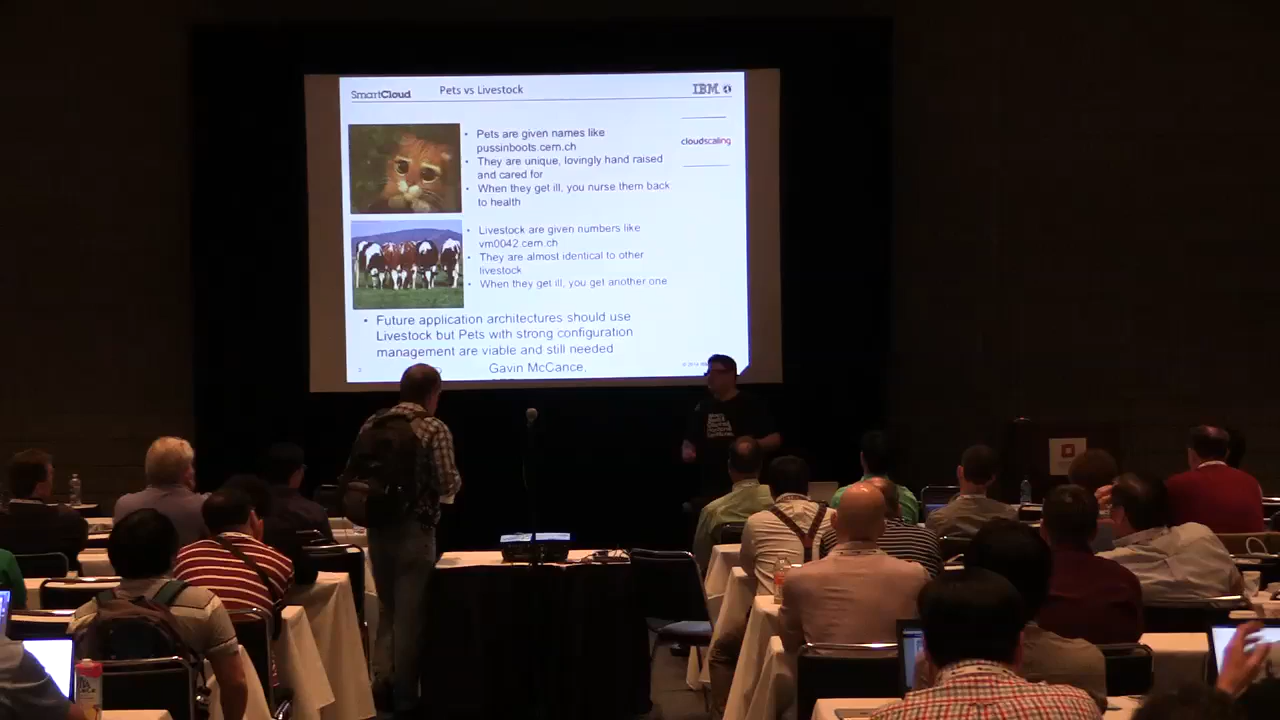 SmartCloud
Pets vs Livestock
IBM
cloudscaling
• Pets are given names like
pussinboots.cern.ch
• They are unique, lovingly hand raised
and cared for
• When they get ill, you nurse them back
to health
• Livestock are given numbers like
vm0042.cern.ch
• They are almost identical to other
livestock
• When they get ill, you get another one
• Future application architectures should use
Livestock but Pets with strong configuration
management are viable and still needed
Gavin McCance,